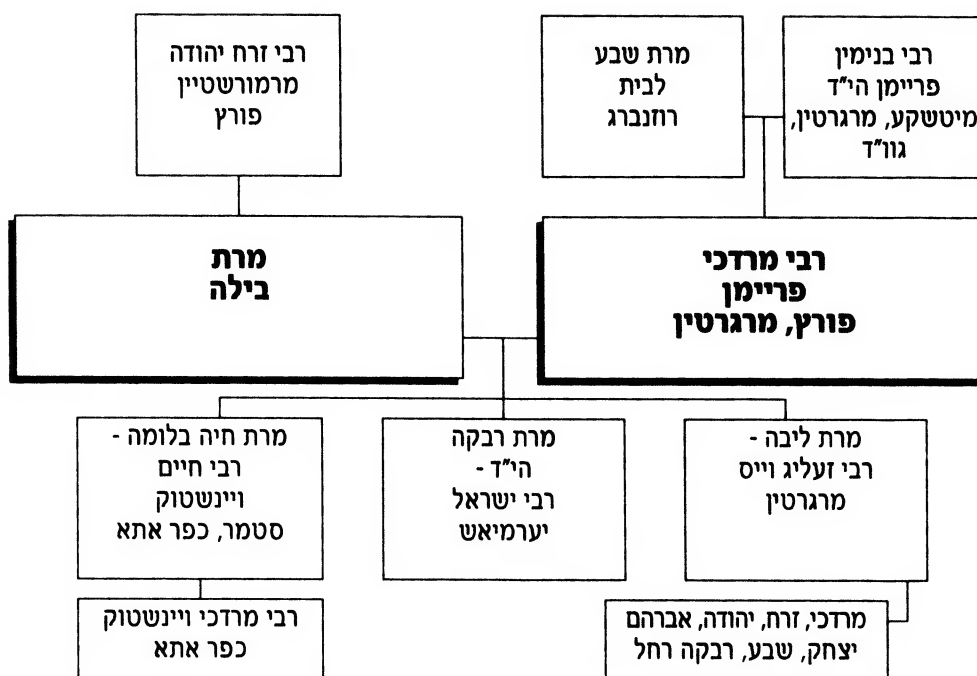 רבי בנימין
פריימן הי"ד
מיטשקע, מרגרטין,
גוו"ד
מרת שבע
לבית
רוזנברג
רבי זרח יהודה
מרמורשטיין
פורץ
רבי מרדכי
פריימן
פורץ, מרגרטין
מרת
בילה
מרת ליבה -
רבי זעליג וייס
מרגרטין
מרת רבקה
הי"ד -
רבי ישראל
יערמיאש
מרת חיה בלומה -
רבי חיים
ויינשטוק
סטמר, כפר אתא
מרדכי, זרח, יהודה, אברהם
יצחק, שבע, רבקה רחל
רבי מרדכי ויינשטוק
כפר אתא